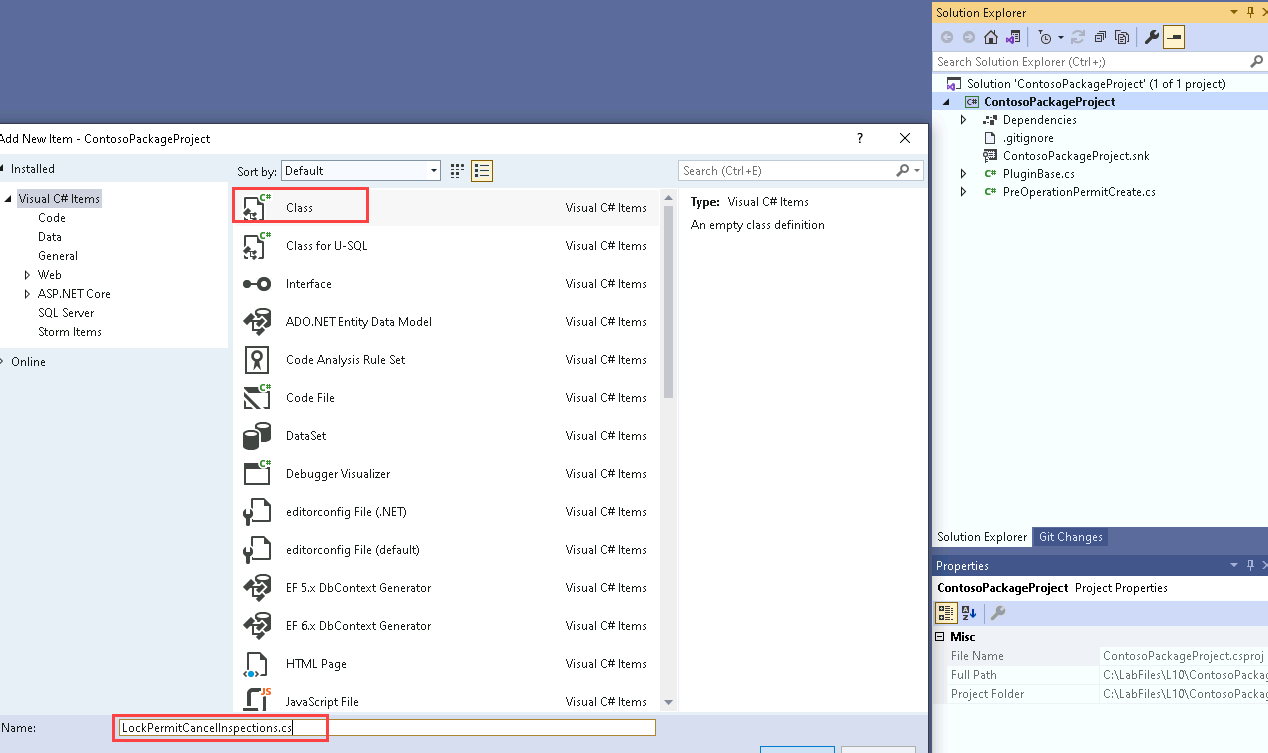 Solution Explorer
Search Solution Explorer (Ctrl+;)
Solution 'ContosoPackageProject' (1 of 1 project)
C# ContosoPackageProject
Dependencies
.gitignore
ContosoPackageProject.snk
C# PluginBase.cs
C# PreOperationPermitCreate.cs
Add New Item - ContosoPackageProject
?
Installed
Sort by: Default
Search (Ctrl+E)
Visual C# Items
Code
Data
General
Web
ASP.NET Core
SQL Server
Storm Items
Online
C# Class Visual C# Items
C# Class for U-SQL Visual C# Items
Interface Visual C# Items
ADO.NET Entity Data Model Visual C# Items
Code Analysis Rule Set Visual C# Items
C# Code File Visual C# Items
DataSet Visual C# Items
C# Debugger Visualizer Visual C# Items
editorconfig File (.NET) Visual C# Items
editorconfig File (default) Visual C# Items
EF 5.x DbContext Generator Visual C# Items
EF 6.x DbContext Generator Visual C# Items
HTML Page Visual C# Items
JS JavaScript File Visual C# Items
Type: Visual C# Items
An empty class definition
Name: LockPermitCancelInspections.cs
Solution Explorer Git Changes
Properties
ContosoPackageProject Project Properties
Misc
File Name ContosoPackageProject.csproj
Full Path C:\LabFiles\L10\ContosoPackag
Project Folder C:\LabFiles\L10\ContosoPackag